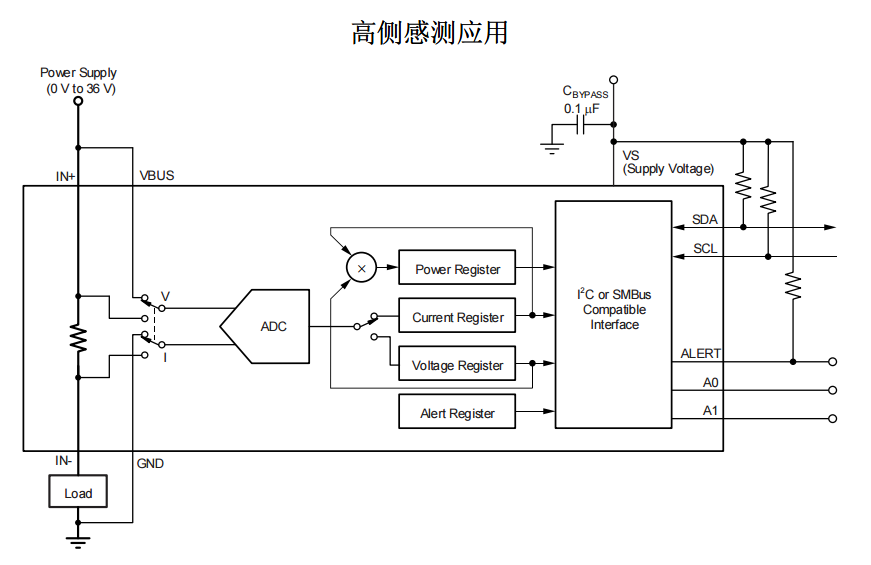 高侧感测应用
Power Supply
(0 V to 36 V)
CBYPASS
0.1 µF
VS
(Supply Voltage)
IN+
VBUS
SDA
SCL
V
I
ADC
×
Power Register
Current Register
Voltage Register
Alert Register
I²C or SMBus
Compatible
Interface
ALERT
A0
A1
IN-
GND
Load